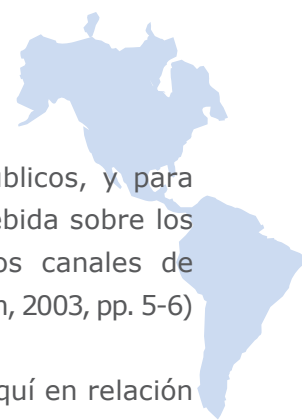 blicos, y para
ebida sobre los
os canales de
n, 2003, pp. 5-6)
quí en relación